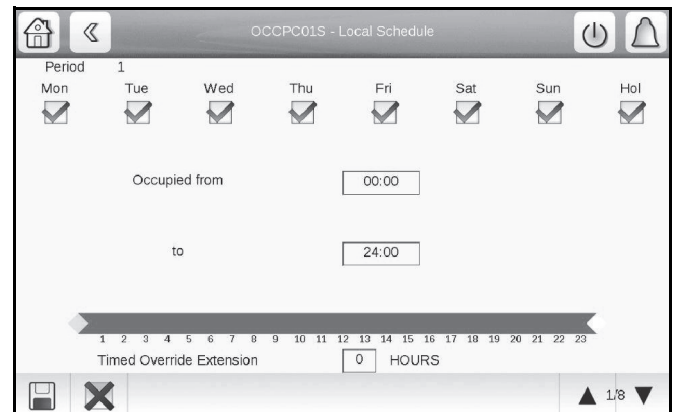 OCCPC01S - Local Schedule
Period 1
Mon Tue Wed Thu Fri Sat Sun Hol
Occupied from 00:00
to 24:00
1 2 3 4 5 6 7 8 9 10 11 12 13 14 15 16 17 18 19 20 21 22 23
Timed Override Extension 0 HOURS
1/8